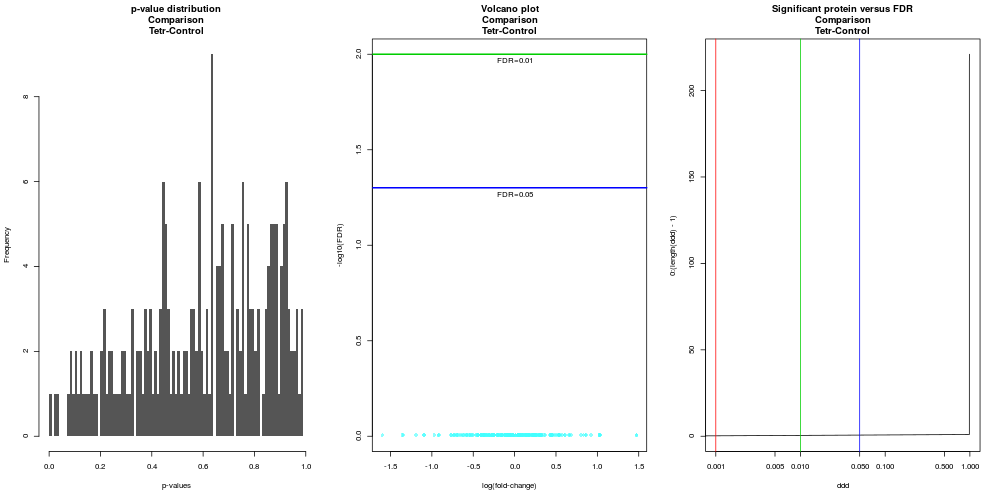 p-value distribution
Comparison
Tetr-Control
Frequency
0
2
4
6
8
0.0
0.2
0.4
0.6
0.8
1.0
p-values
Volcano plot
Comparison
Tetr-Control
-log10(FDR)
0.0
0.5
1.0
1.5
2.0
FDR=0.01
FDR=0.05
-1.5
-1.0
-0.5
0.0
0.5
1.0
1.5
log(fold-change)
Significant protein versus FDR
Comparison
Tetr-Control
0:(length(ddd) - 1)
0
50
100
150
200
0.001
0.005
0.010
0.050
0.100
0.500
1.000
ddd